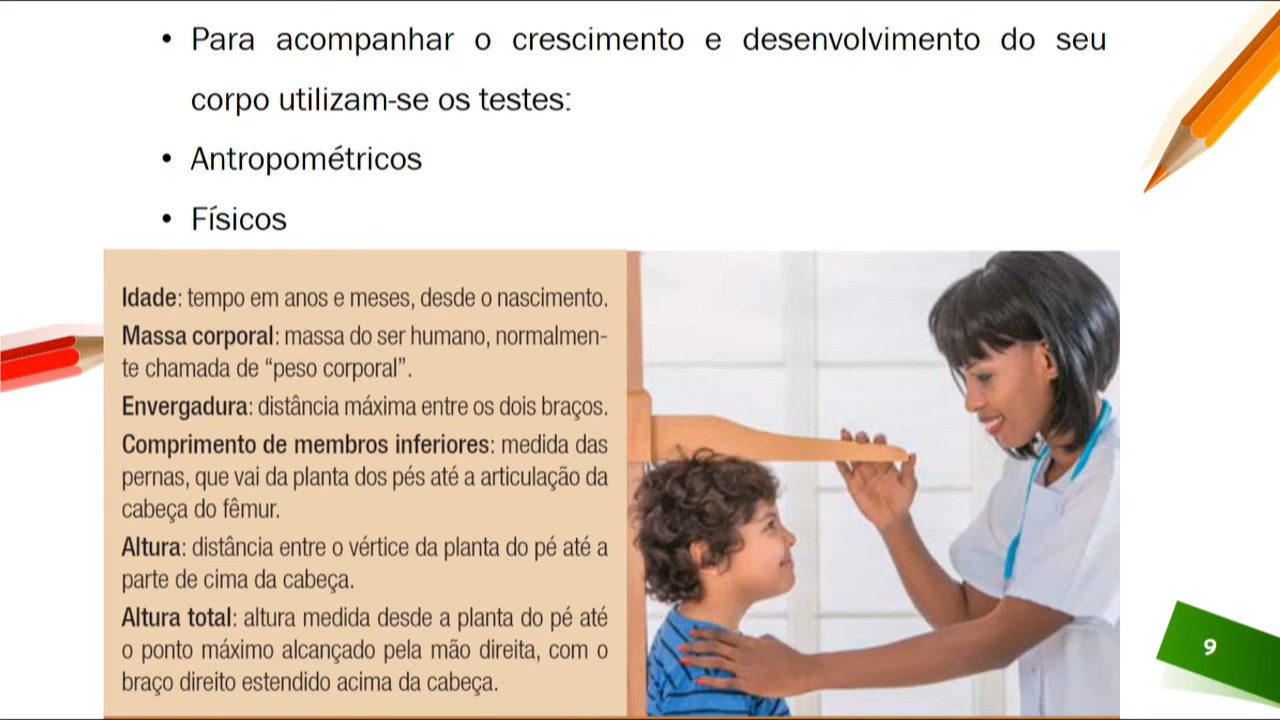 • Para acompanhar o crescimento e desenvolvimento do seu
corpo utilizam-se os testes:
• Antropométricos
• Físicos
Idade: tempo em anos e meses, desde o nascimento.
Massa corporal: massa do ser humano, normalmen-
te chamada de “peso corporal”.
Envergadura: distância máxima entre os dois braços.
Comprimento de membros inferiores: medida das
pernas, que vai da planta dos pés até a articulação da
cabeça do fêmur.
Altura: distância entre o vértice da planta do pé até a
parte de cima da cabeça.
Altura total: altura medida desde a planta do pé até
o ponto máximo alcançado pela mão direita, com o
braço direito estendido acima da cabeça.
9